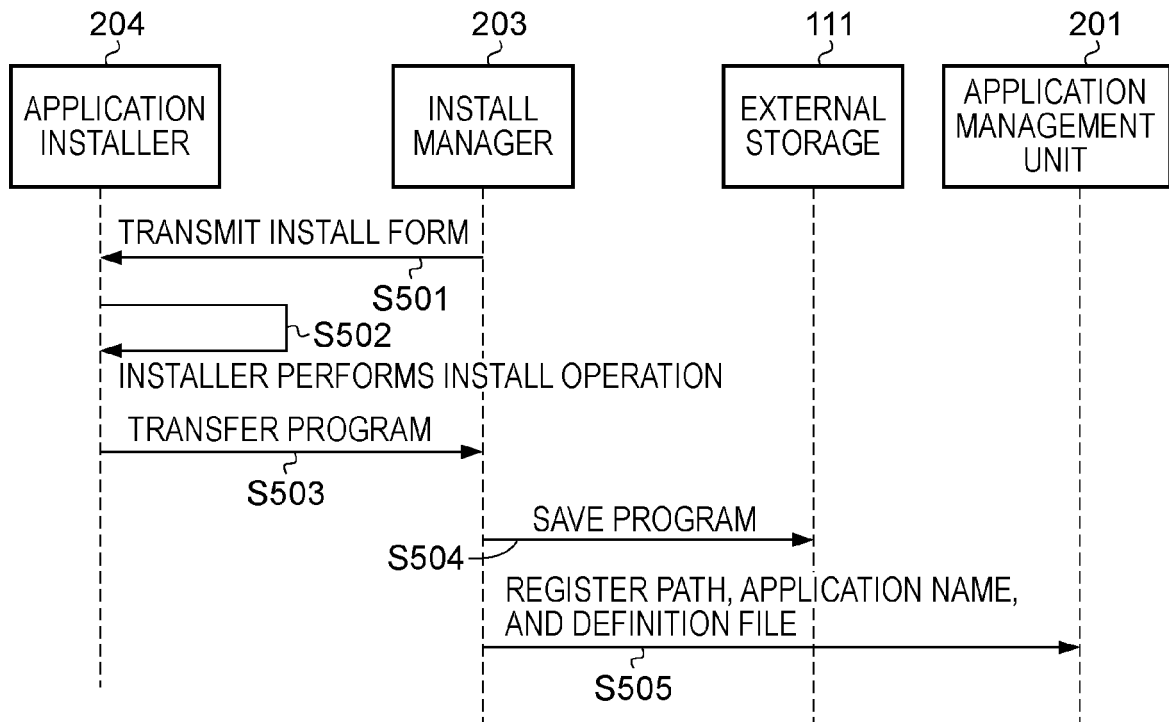 204
203
111
201
APPLICATION
INSTALLER
INSTALL
MANAGER
EXTERNAL
STORAGE
APPLICATION
MANAGEMENT
UNIT
TRANSMIT INSTALL FORM
S501
S502
INSTALLER PERFORMS INSTALL OPERATION
TRANSFER PROGRAM
S503
SAVE PROGRAM
S504
REGISTER PATH, APPLICATION NAME,
AND DEFINITION FILE
S505